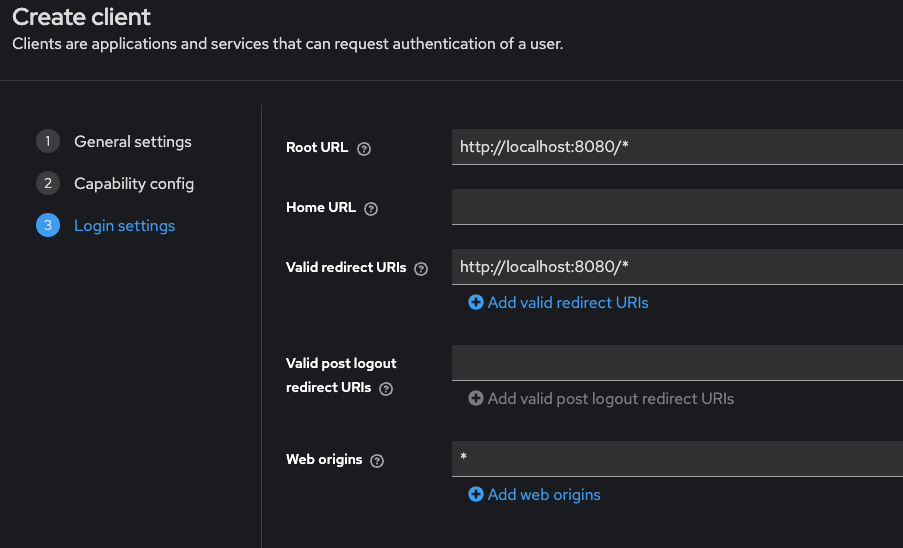 Create client
Clients are applications and services that can request authentication of a user.
1 General settings
2 Capability config
3 Login settings
Root URL ?
http://localhost:8080/*
Home URL ?
Valid redirect URIs ?
http://localhost:8080/*
Add valid redirect URIs
Valid post logout
redirect URIs ?
Add valid post logout redirect URIs
Web origins ?
*
Add web origins